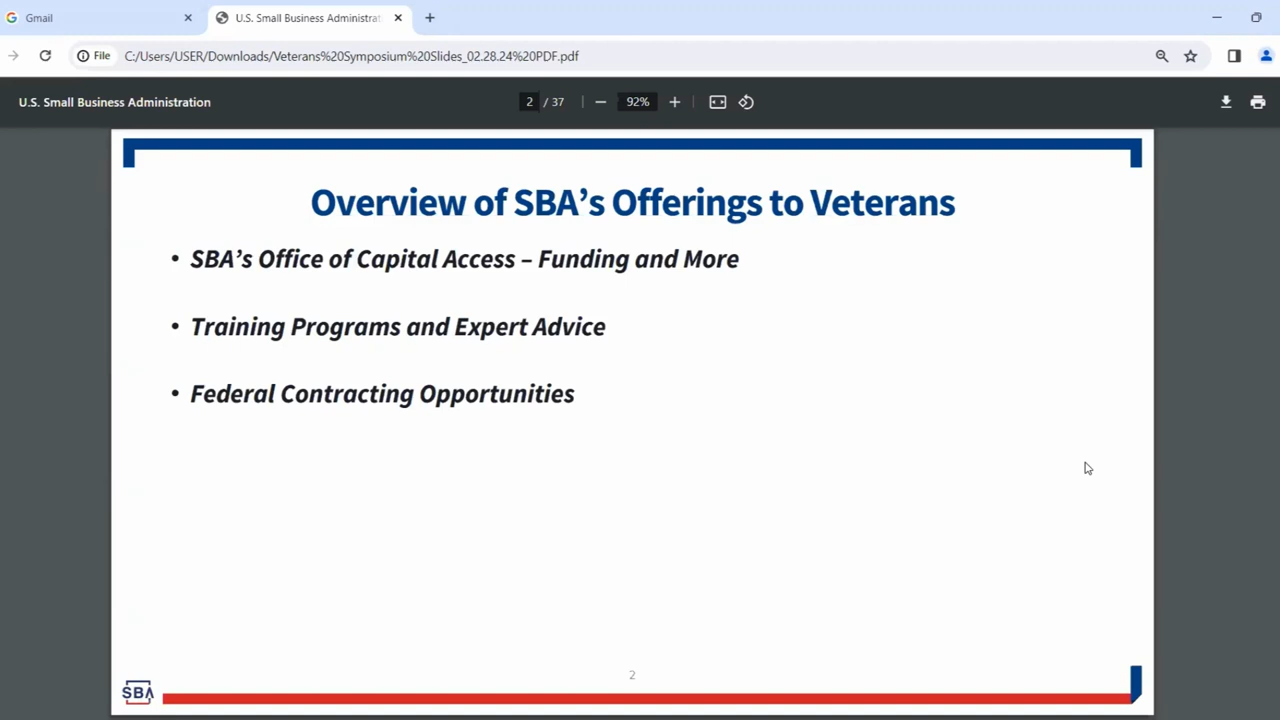 Gmail
U.S. Small Business Administrat
File
C:/Users/USER/Downloads/Veterans%20Symposium%20Slides_02.28.24%20PDF.pdf
U.S. Small Business Administration
2 / 37
92%
Overview of SBA’s Offerings to Veterans
• SBA’s Office of Capital Access – Funding and More
• Training Programs and Expert Advice
• Federal Contracting Opportunities
2
SBA